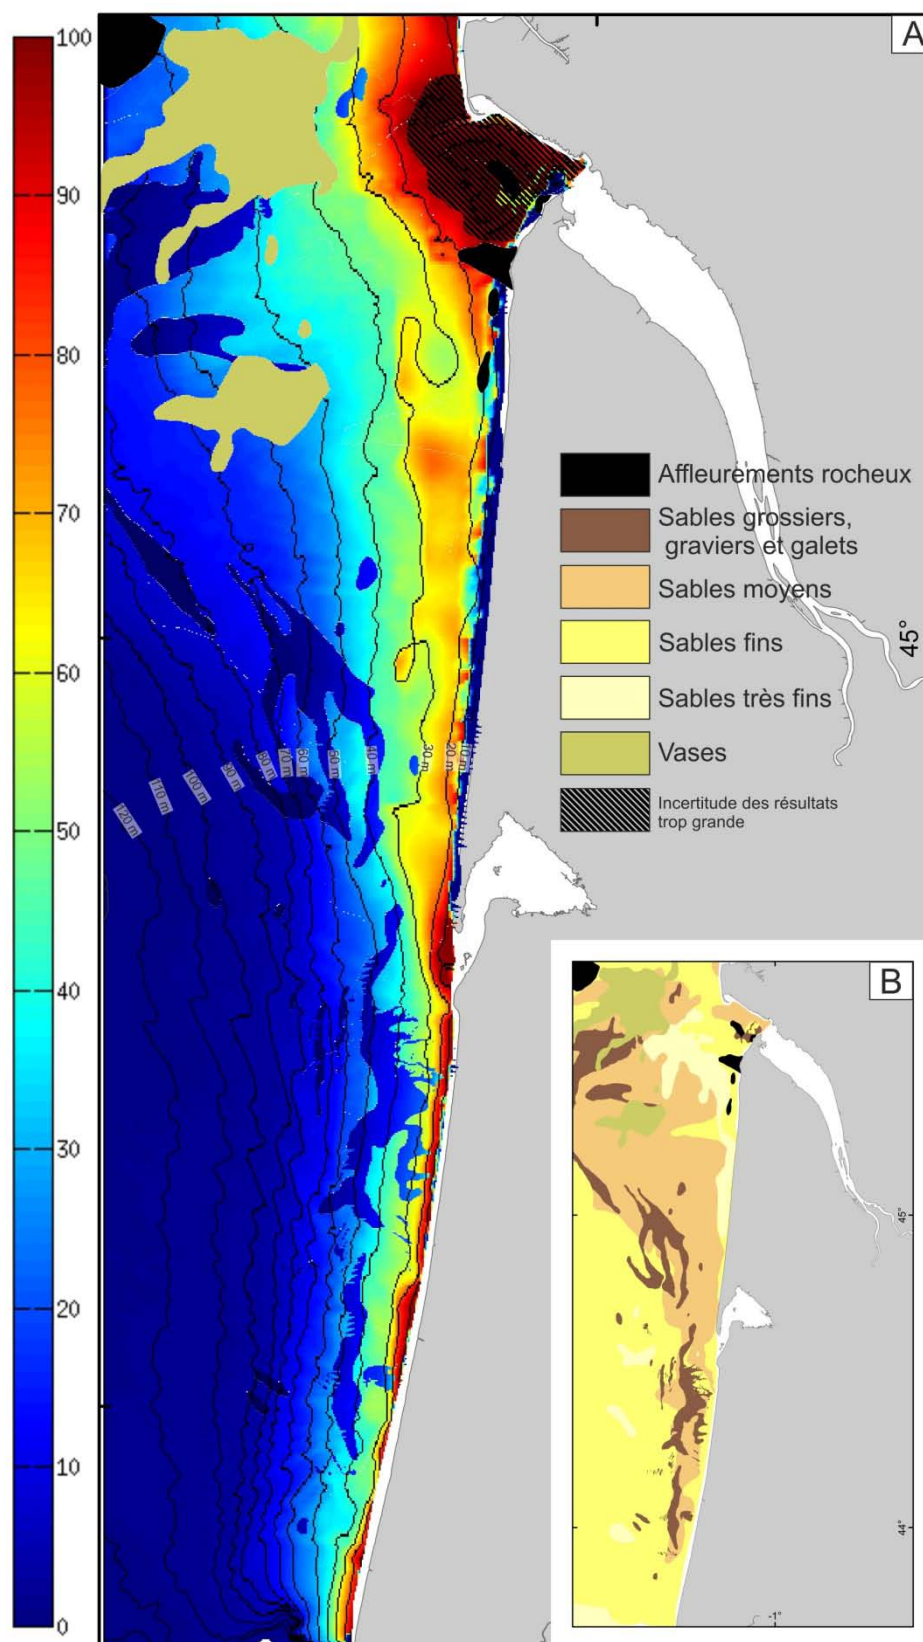 A
100
90
80
70
60
50
40
30
20
10
0
Affleurements rocheux
Sables grossiers,
graviers et galets
Sables moyens
Sables fins
Sables très fins
Vases
Incertitude des résultats
trop grande
45°
120 m
110 m
100 m
90 m
80 m
70 m
60 m
50 m
40 m
30 m
20 m
10 m
B
45°
44°
-1°